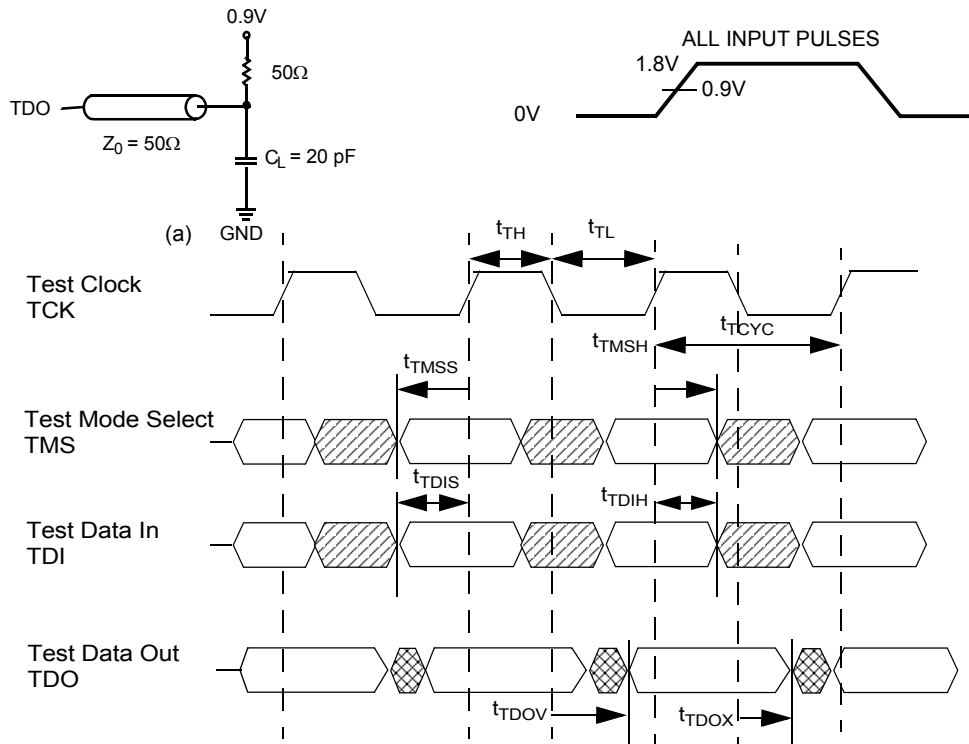 0.9V
ALL INPUT PULSES
1.8V
50Ω
0.9V
TDO
0V
Z0 = 50Ω
CL = 20 pF
(a)
GND
tTH
tTL
Test Clock
TCK
tTCYC
tTMSH
tTMSS
Test Mode Select
TMS
tTDIS
tTDIH
Test Data In
TDI
Test Data Out
TDO
tTDOV
tTDOX